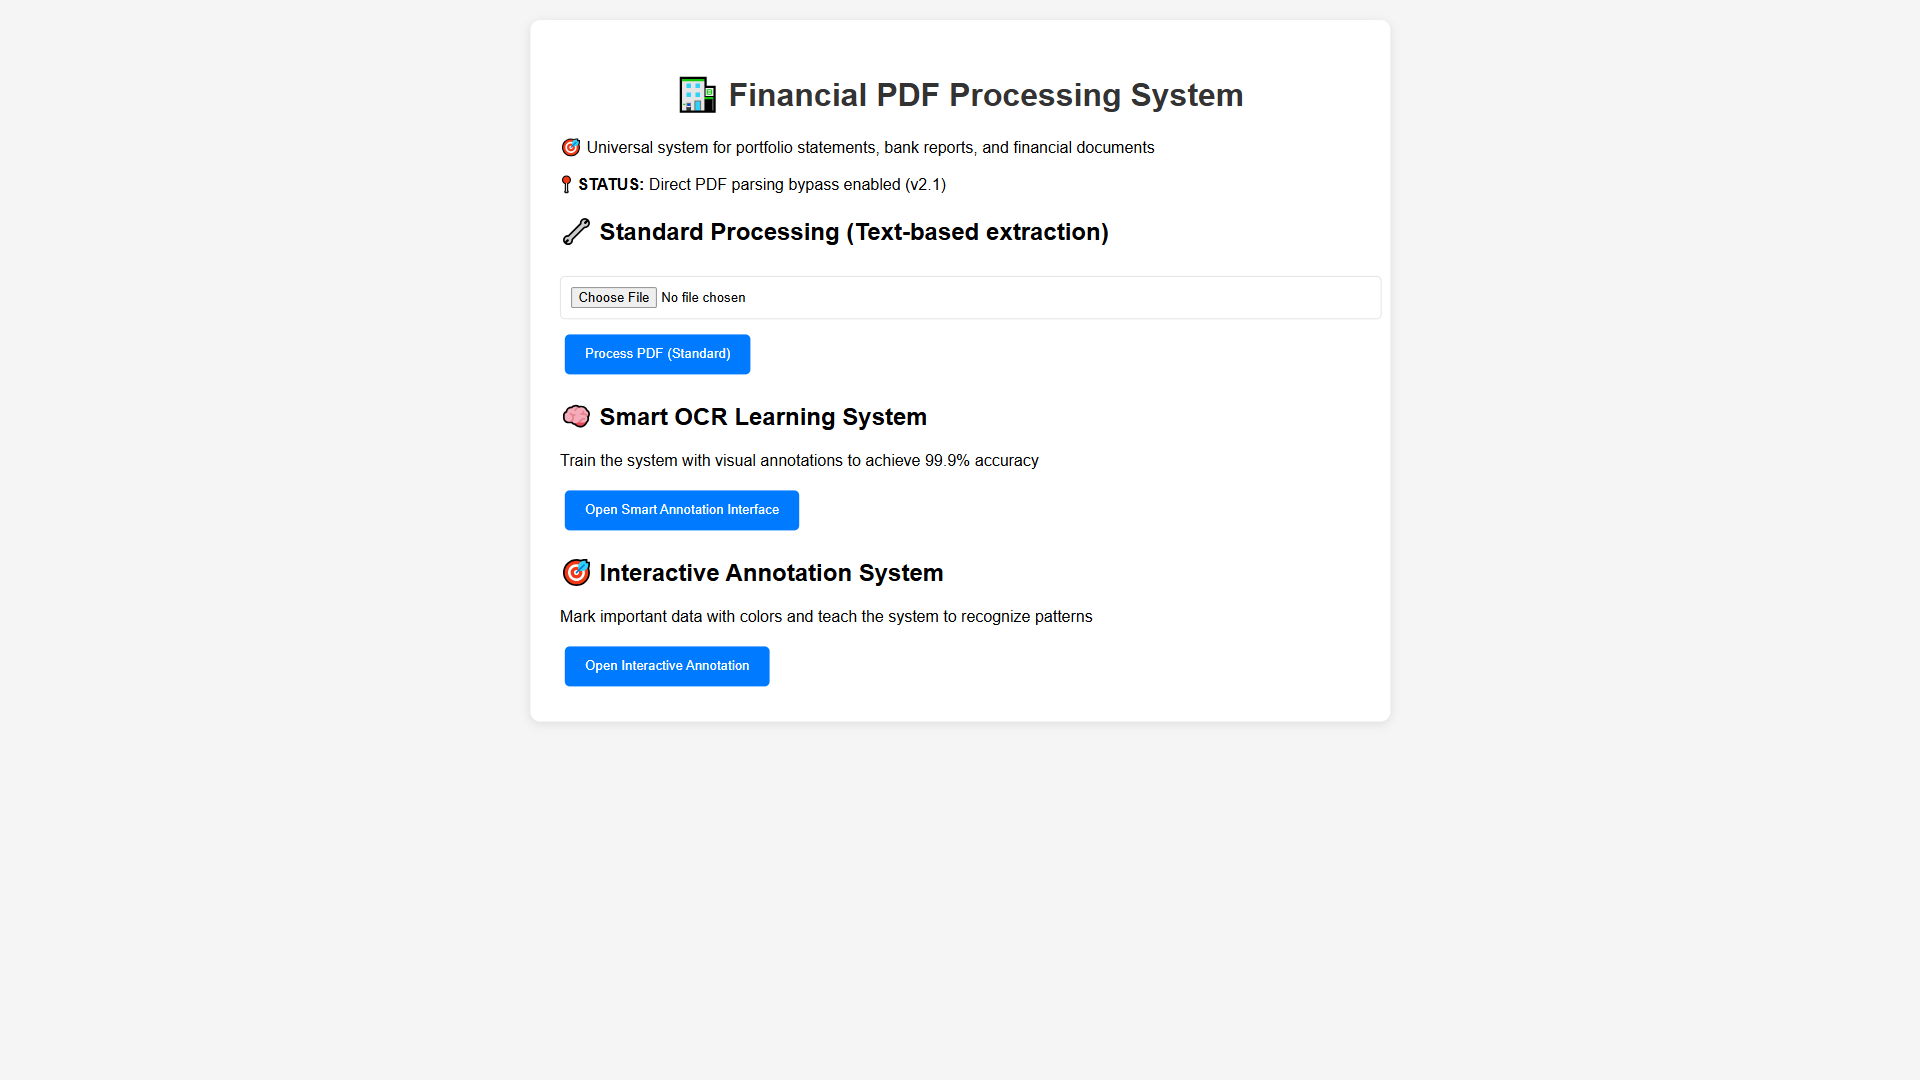 Financial PDF Processing System
Universal system for portfolio statements, bank reports, and financial documents
STATUS: Direct PDF parsing bypass enabled (v2.1)
Standard Processing (Text-based extraction)
Choose File No file chosen
Process PDF (Standard)
Smart OCR Learning System
Train the system with visual annotations to achieve 99.9% accuracy
Open Smart Annotation Interface
Interactive Annotation System
Mark important data with colors and teach the system to recognize patterns
Open Interactive Annotation